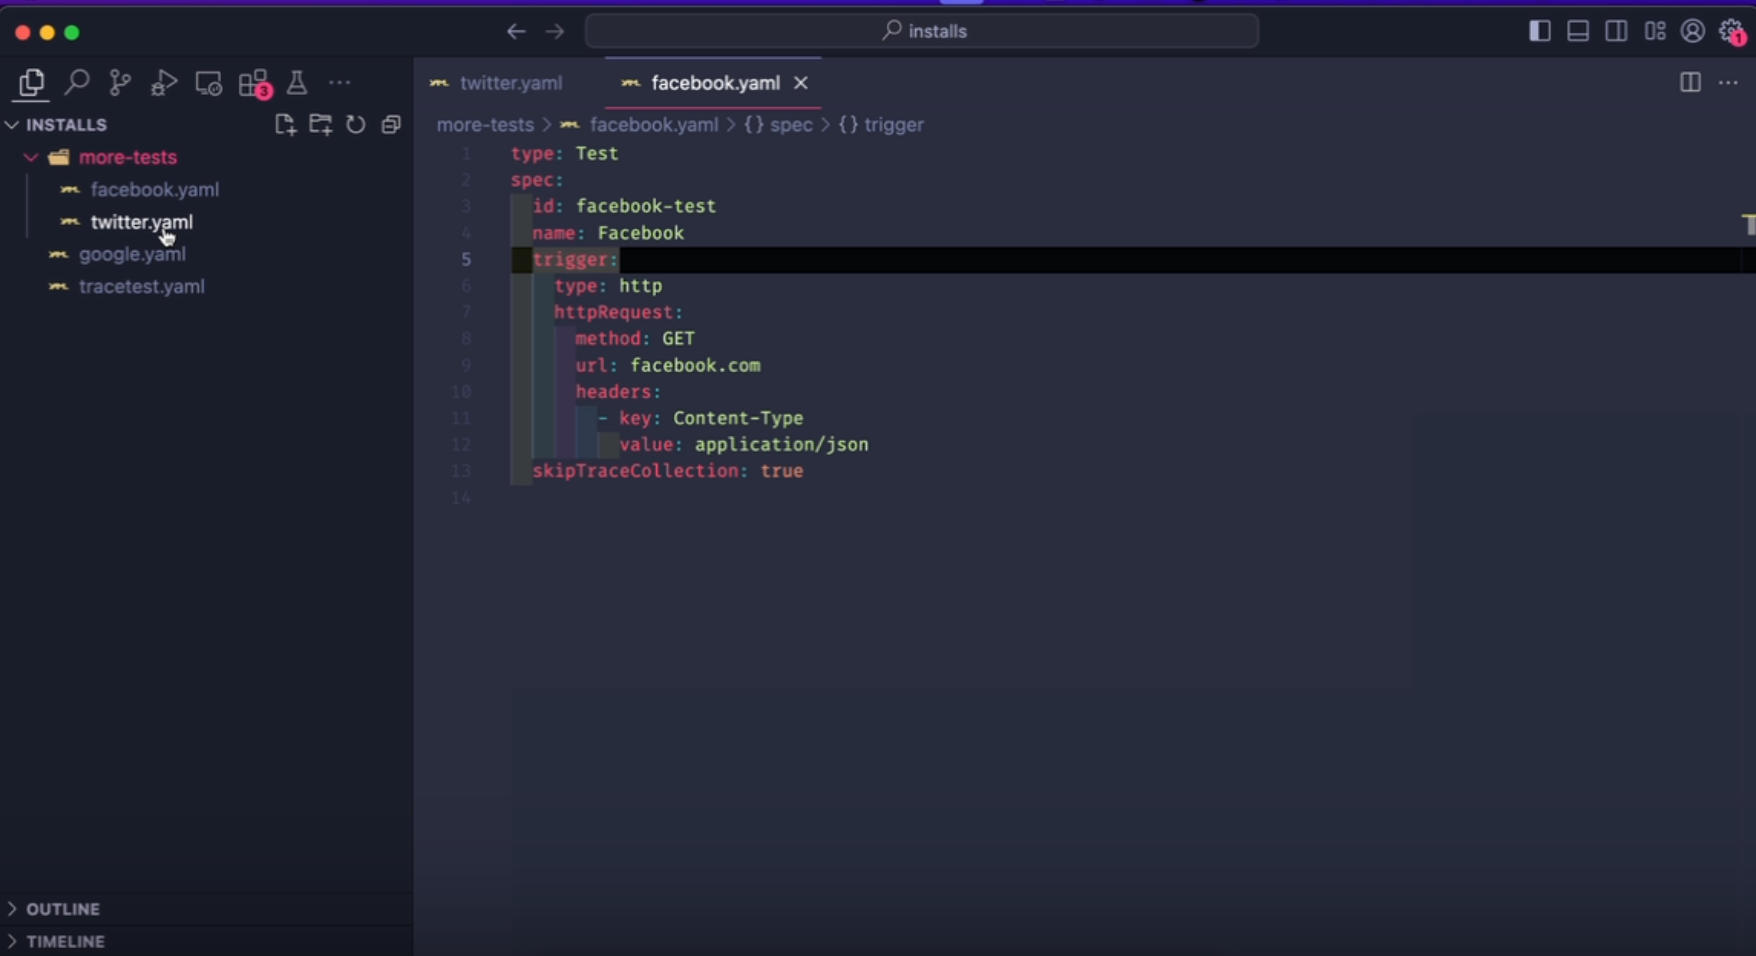 installs
1
3
twitter.yaml
facebook.yaml
INSTALLS
more-tests
facebook.yaml
twitter.yaml
google.yaml
tracetest.yaml
more-tests > facebook.yaml > {} spec > {} trigger
1 type: Test
2 spec:
3   id: facebook-test
4   name: Facebook
5   trigger:
6     type: http
7     httpRequest:
8       method: GET
9       url: facebook.com
10       headers:
11         - key: Content-Type
12           value: application/json
13   skipTraceCollection: true
14
OUTLINE
TIMELINE